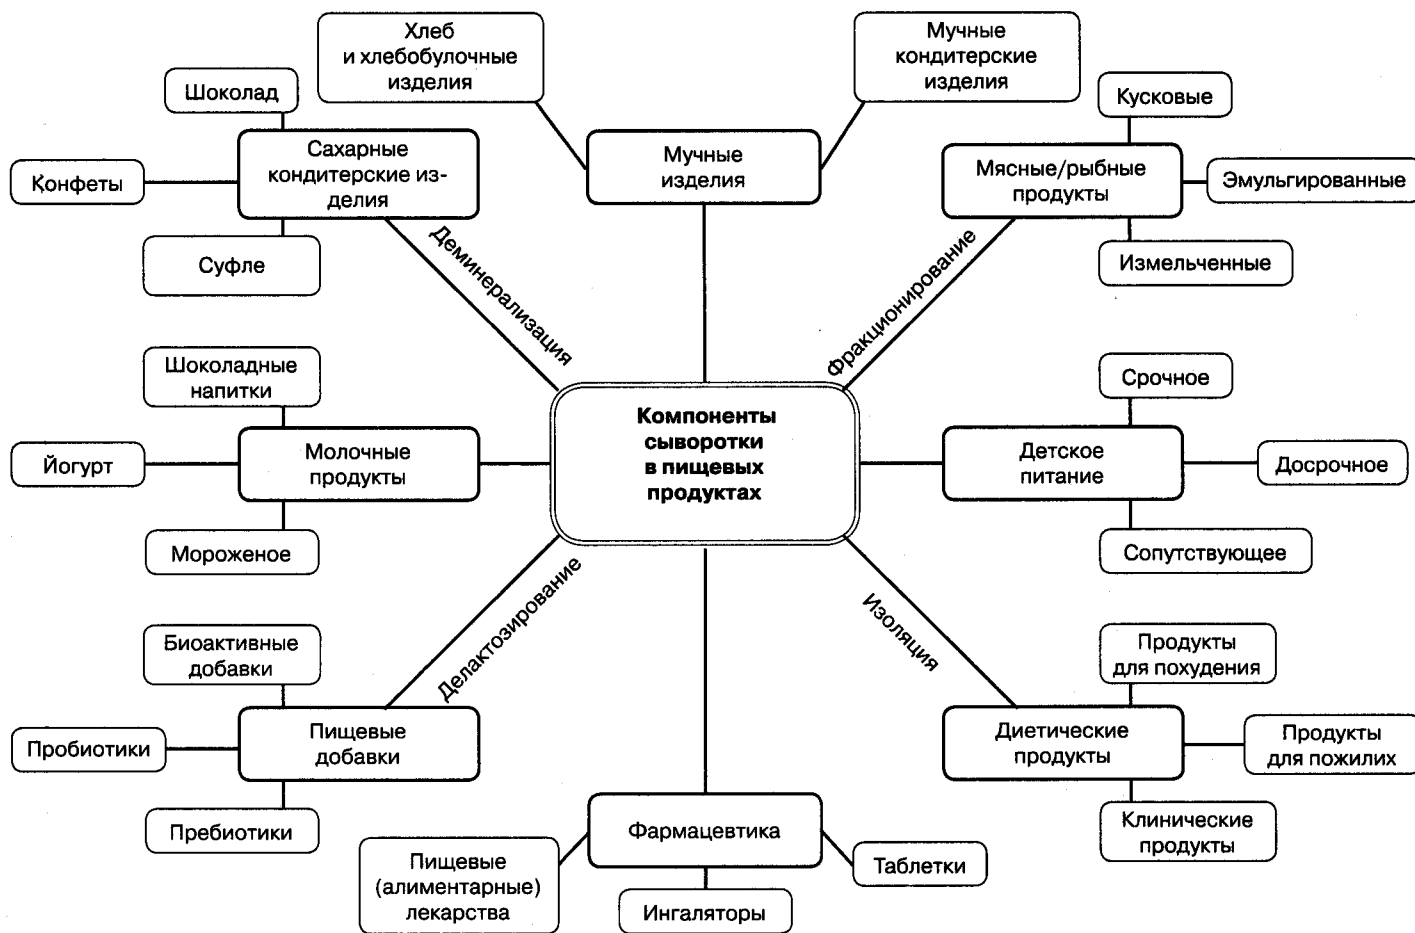 Хлеб
и хлебобулочные
изделия
Мучные
кондитерские
изделия
Шоколад
Кусковые
Сахарные
кондитерские из-
делия
Мучные
изделия
Мясные/рыбные
продукты
Конфеты
Эмульгированные
Суфле
Измельченные
Деминерализация
Фракционирование
Шоколадные
напитки
Срочное
Компоненты
сыворотки
в пищевых
продуктах
Йогурт
Молочные
продукты
Детское
питание
Досрочное
Мороженое
Сопутствующее
Делактозирование
Изоляция
Биоактивные
добавки
Продукты
для похудения
Пробиотики
Пищевые
добавки
Диетические
продукты
Продукты
для пожилих
Пребиотики
Фармацевтика
Клинические
продукты
Пищевые
(алиментарные)
лекарства
Ингаляторы
Таблетки